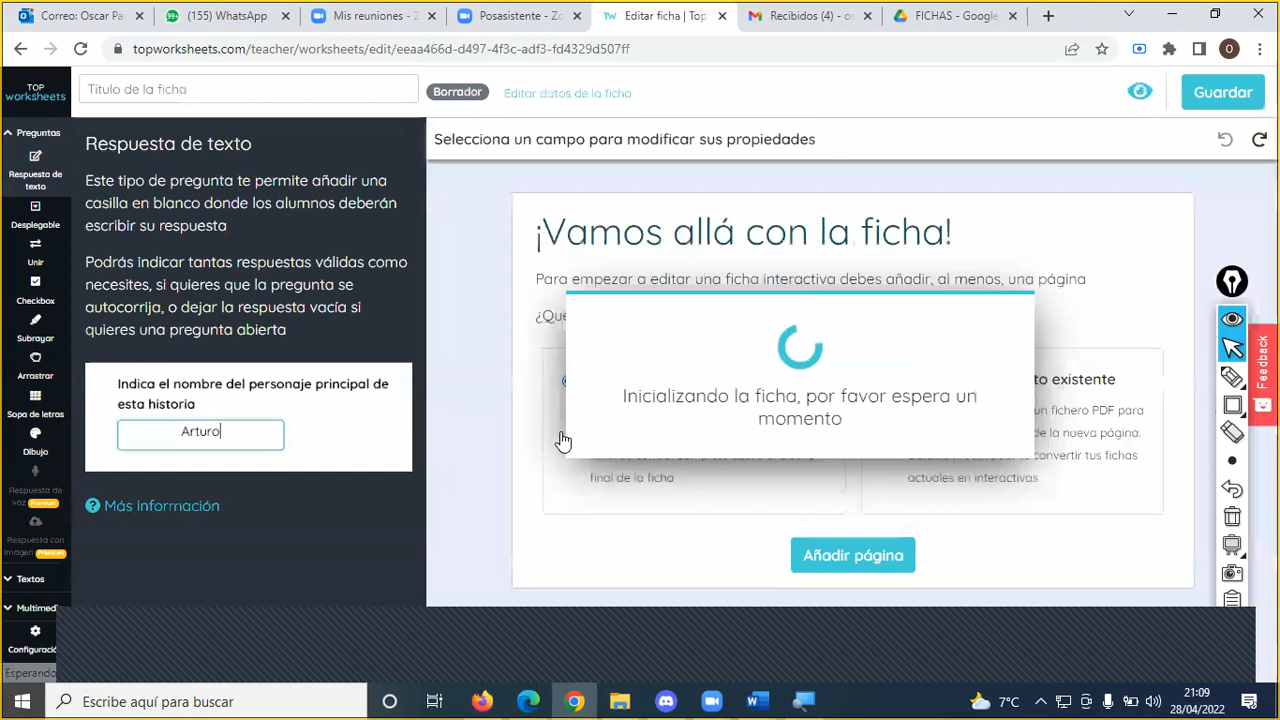 Correo: Oscar Pa
(155) WhatsApp
Mis reuniones - Z
Posasistente - Zo
Editar ficha | Top
Recibidos (4) - os
FICHAS - Google
topworksheets.com/teacher/worksheets/edit/eeaa466d-d497-4f3c-adf3-fd4329d507ff
O
TOP
worksheets
Titulo de la ficha
Borrador
Editar datos de la ficha
Guardar
Preguntas
Respuesta de
texto
Desplegable
Unir
Checkbox
Subrayar
Arrastrar
Sopa de letras
Dibujo
Respuesta de
voz Premium
Respuesta con
imagen Premium
Textos
Multimed
Configuració
Esperando
Respuesta de texto
Este tipo de pregunta te permite añadir una
casilla en blanco donde los alumnos deberán
escribir su respuesta
Podrás indicar tantas respuestas válidas como
necesites, si quieres que la pregunta se
autocorrija, o dejar la respuesta vacía si
quieres una pregunta abierta
Indica el nombre del personaje principal de
esta historia
Arturo
Más información
Selecciona un campo para modificar sus propiedades
¡Vamos allá con la ficha!
Para empezar a editar una ficha interactiva debes añadir, al menos, una página
¿Que
Inicializando la ficha, por favor espera un
momento
to existente
un fichero PDF para
de la nueva página.
convertir tus fichas
final de la ficha
actuales en interactivas
Añadir página
Feedback
Escribe aquí para buscar
7°C
21:09
28/04/2022